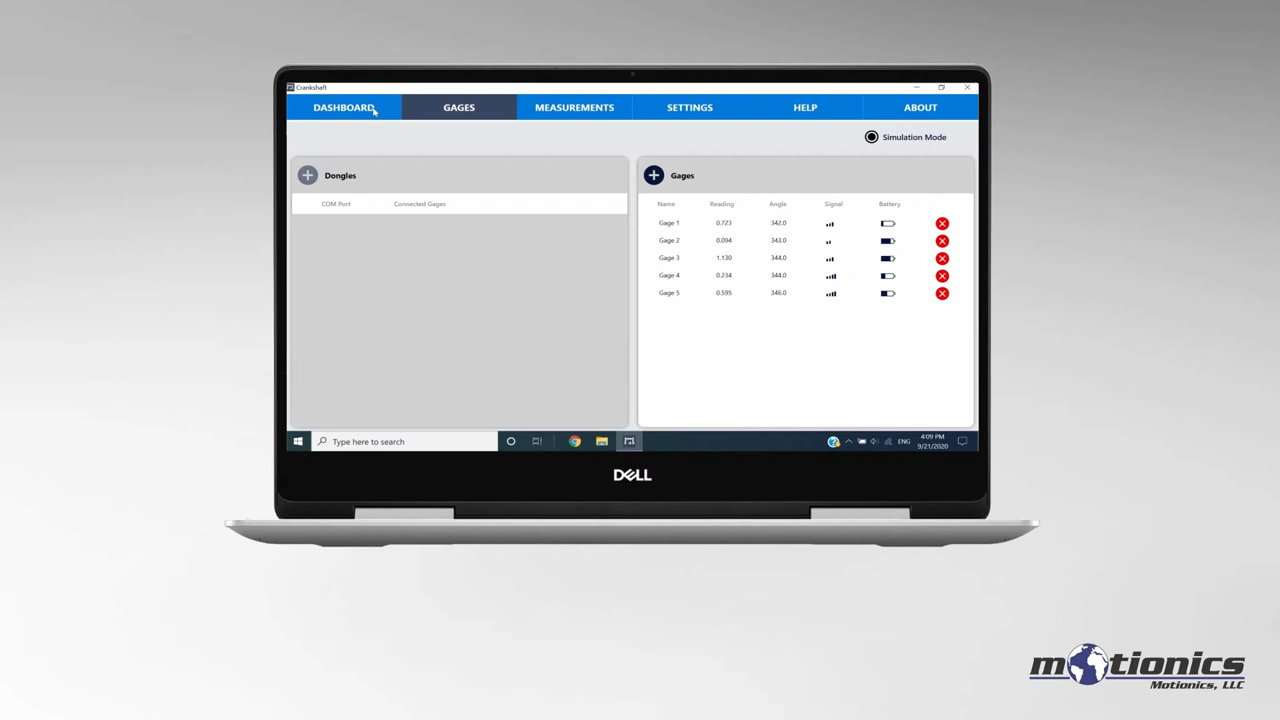 Crankshaft
DASHBOARD GAGES MEASUREMENTS SETTINGS HELP ABOUT
Simulation Mode
Dongles
COM Port Connected Gages
Gages
Name Reading Angle Signal Battery
Gage 1 0.723 342.0
Gage 2 0.094 343.0
Gage 3 1.130 344.0
Gage 4 0.234 344.0
Gage 5 0.595 346.0
Type here to search
ENG
4:09 PM
9/21/2020
DELL
motionics
Motionics, LLC